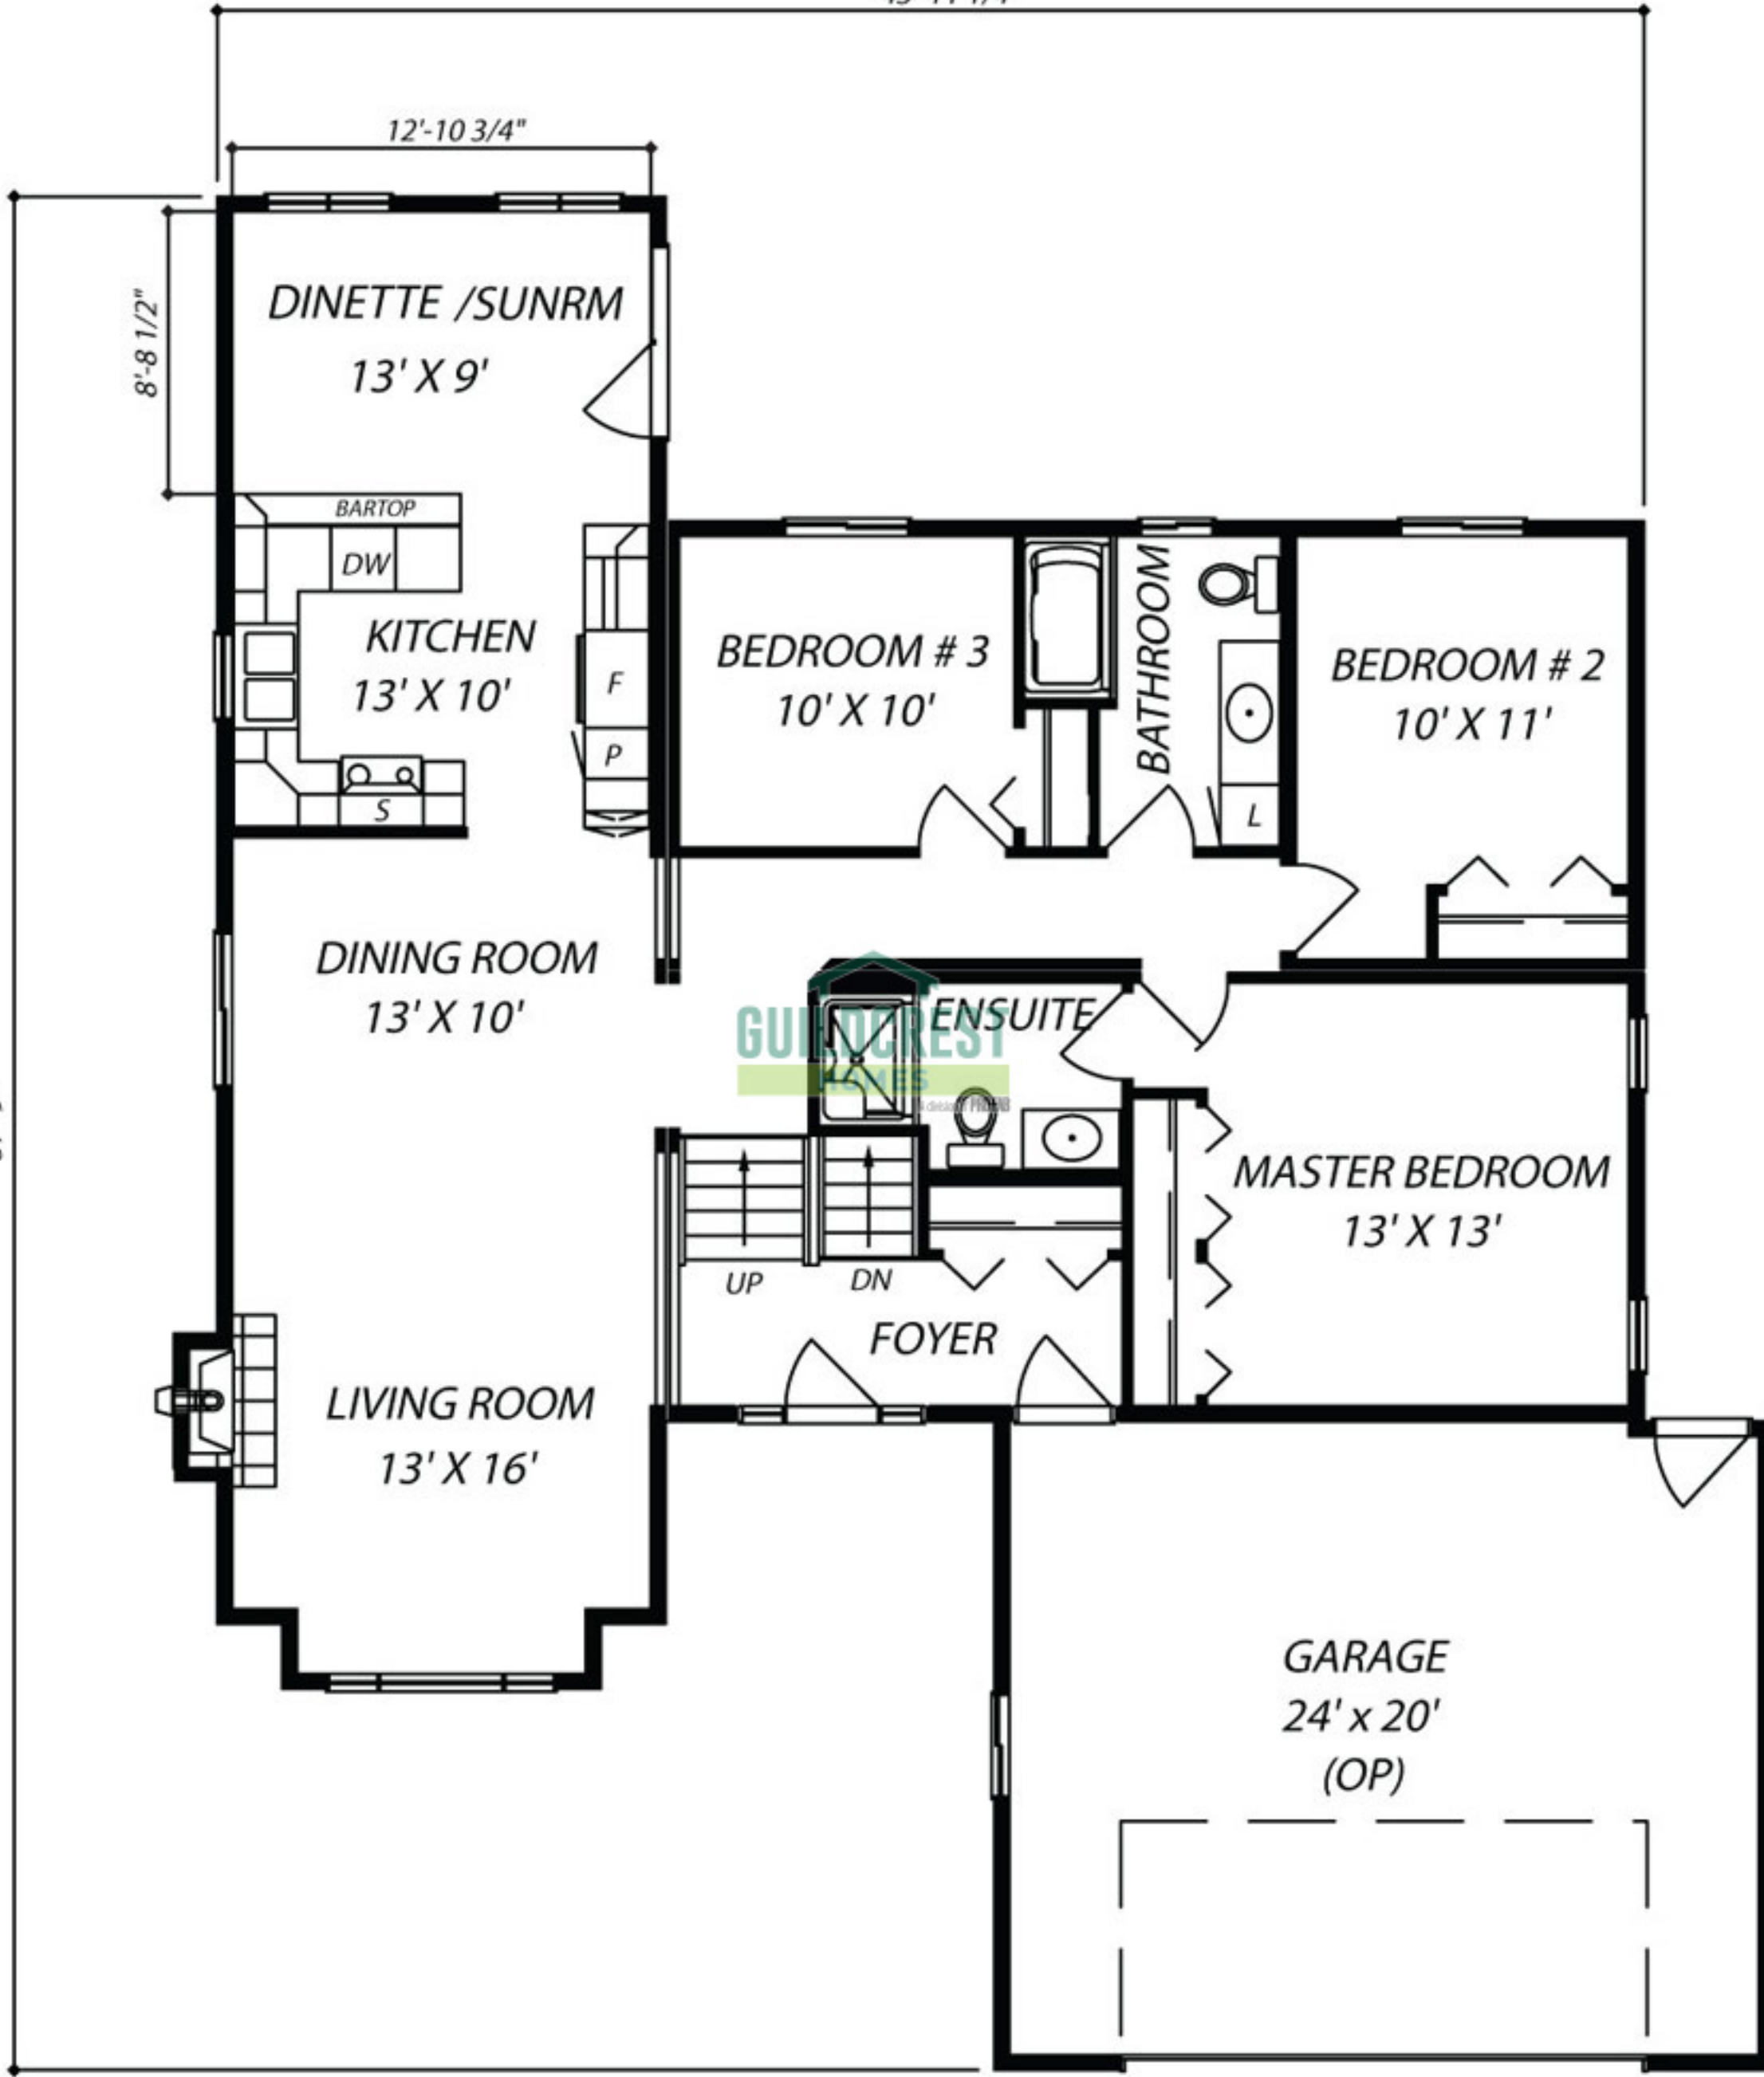 12'-10 3/4"
8'-8 1/2"
DINETTE /SUNRM
13' X 9'
BARTOP
DW
KITCHEN
13' X 10'
F
P
S
BEDROOM # 3
10' X 10'
BATHROOM
L
BEDROOM # 2
10' X 11'
DINING ROOM
13' X 10'
ENSUITE
GUILDCREST
HOMES
MASTER BEDROOM
13' X 13'
UP
DN
FOYER
LIVING ROOM
13' X 16'
GARAGE
24' x 20'
(OP)